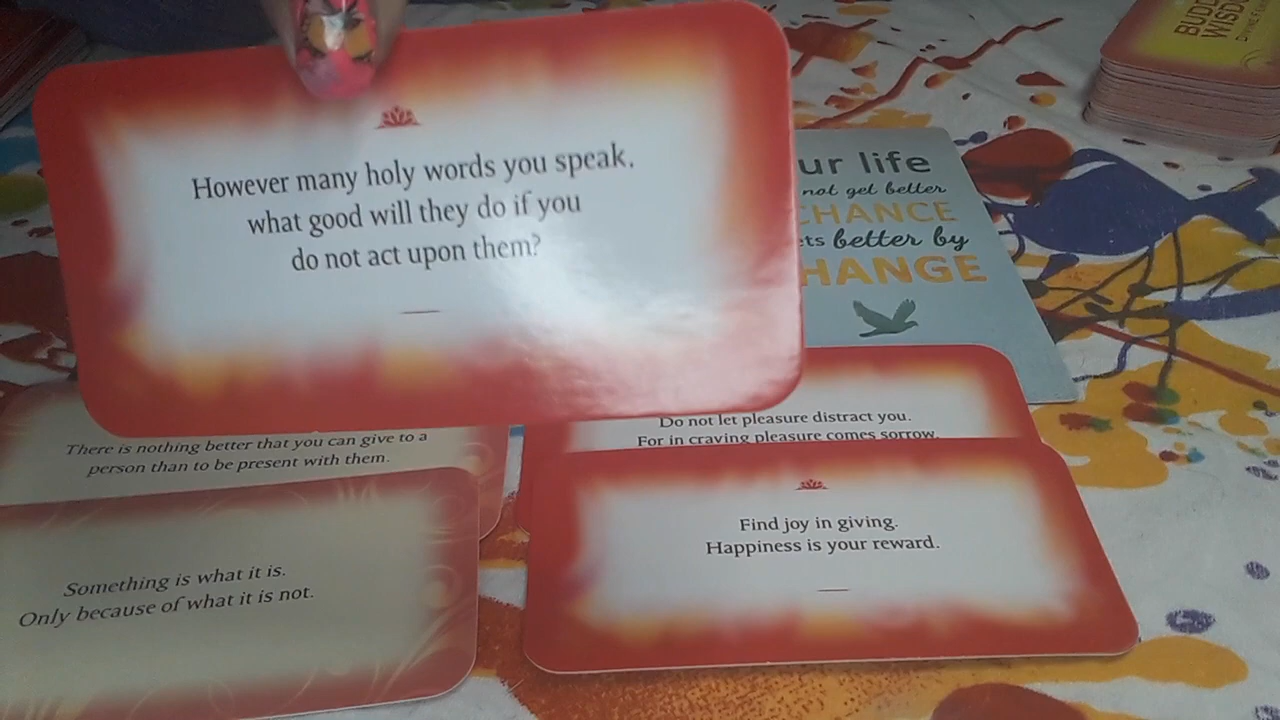 However many holy words you speak,
what good will they do if you
do not act upon them?
ur life
not get better
CHANCE
better by
HANGE
Do not let pleasure distract you.
For in craving pleasure comes sorrow.
There is nothing better that you can give to a
person than to be present with them.
Find joy in giving.
Happiness is your reward.
Something is what it is.
Only because of what it is not.
BUDD
WISDO